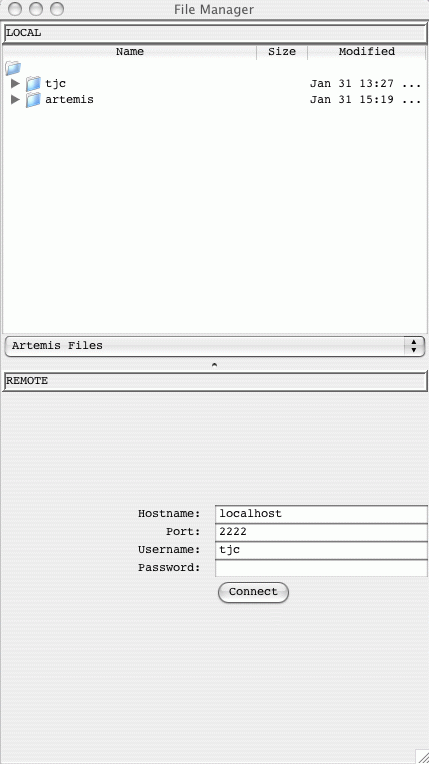 File Manager
LOCAL
Name Size Modified
tjc Jan 31 13:27 ...
artemis Jan 31 15:19 ...
Artemis Files
REMOTE
Hostname: localhost
Port: 2222
Username: tjc
Password:
Connect